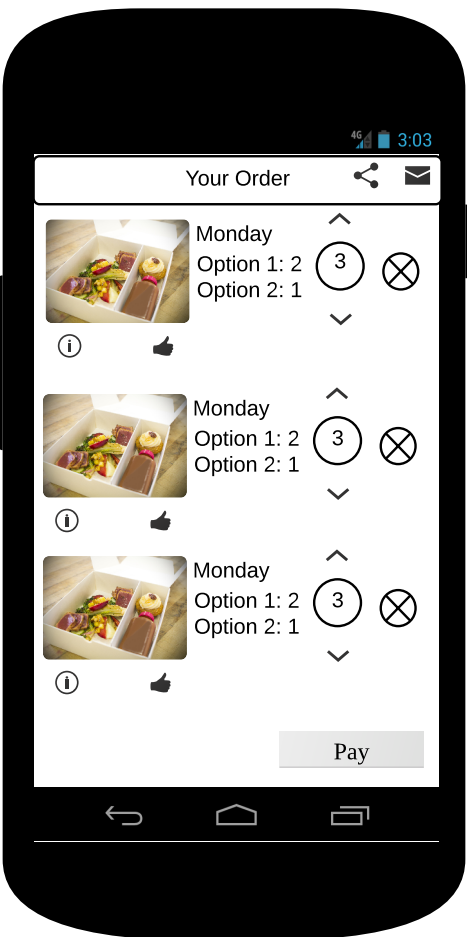 4G 3:03
Your Order
Monday
Option 1: 2
Option 2: 1
3
Monday
Option 1: 2
Option 2: 1
3
Monday
Option 1: 2
Option 2: 1
3
Pay